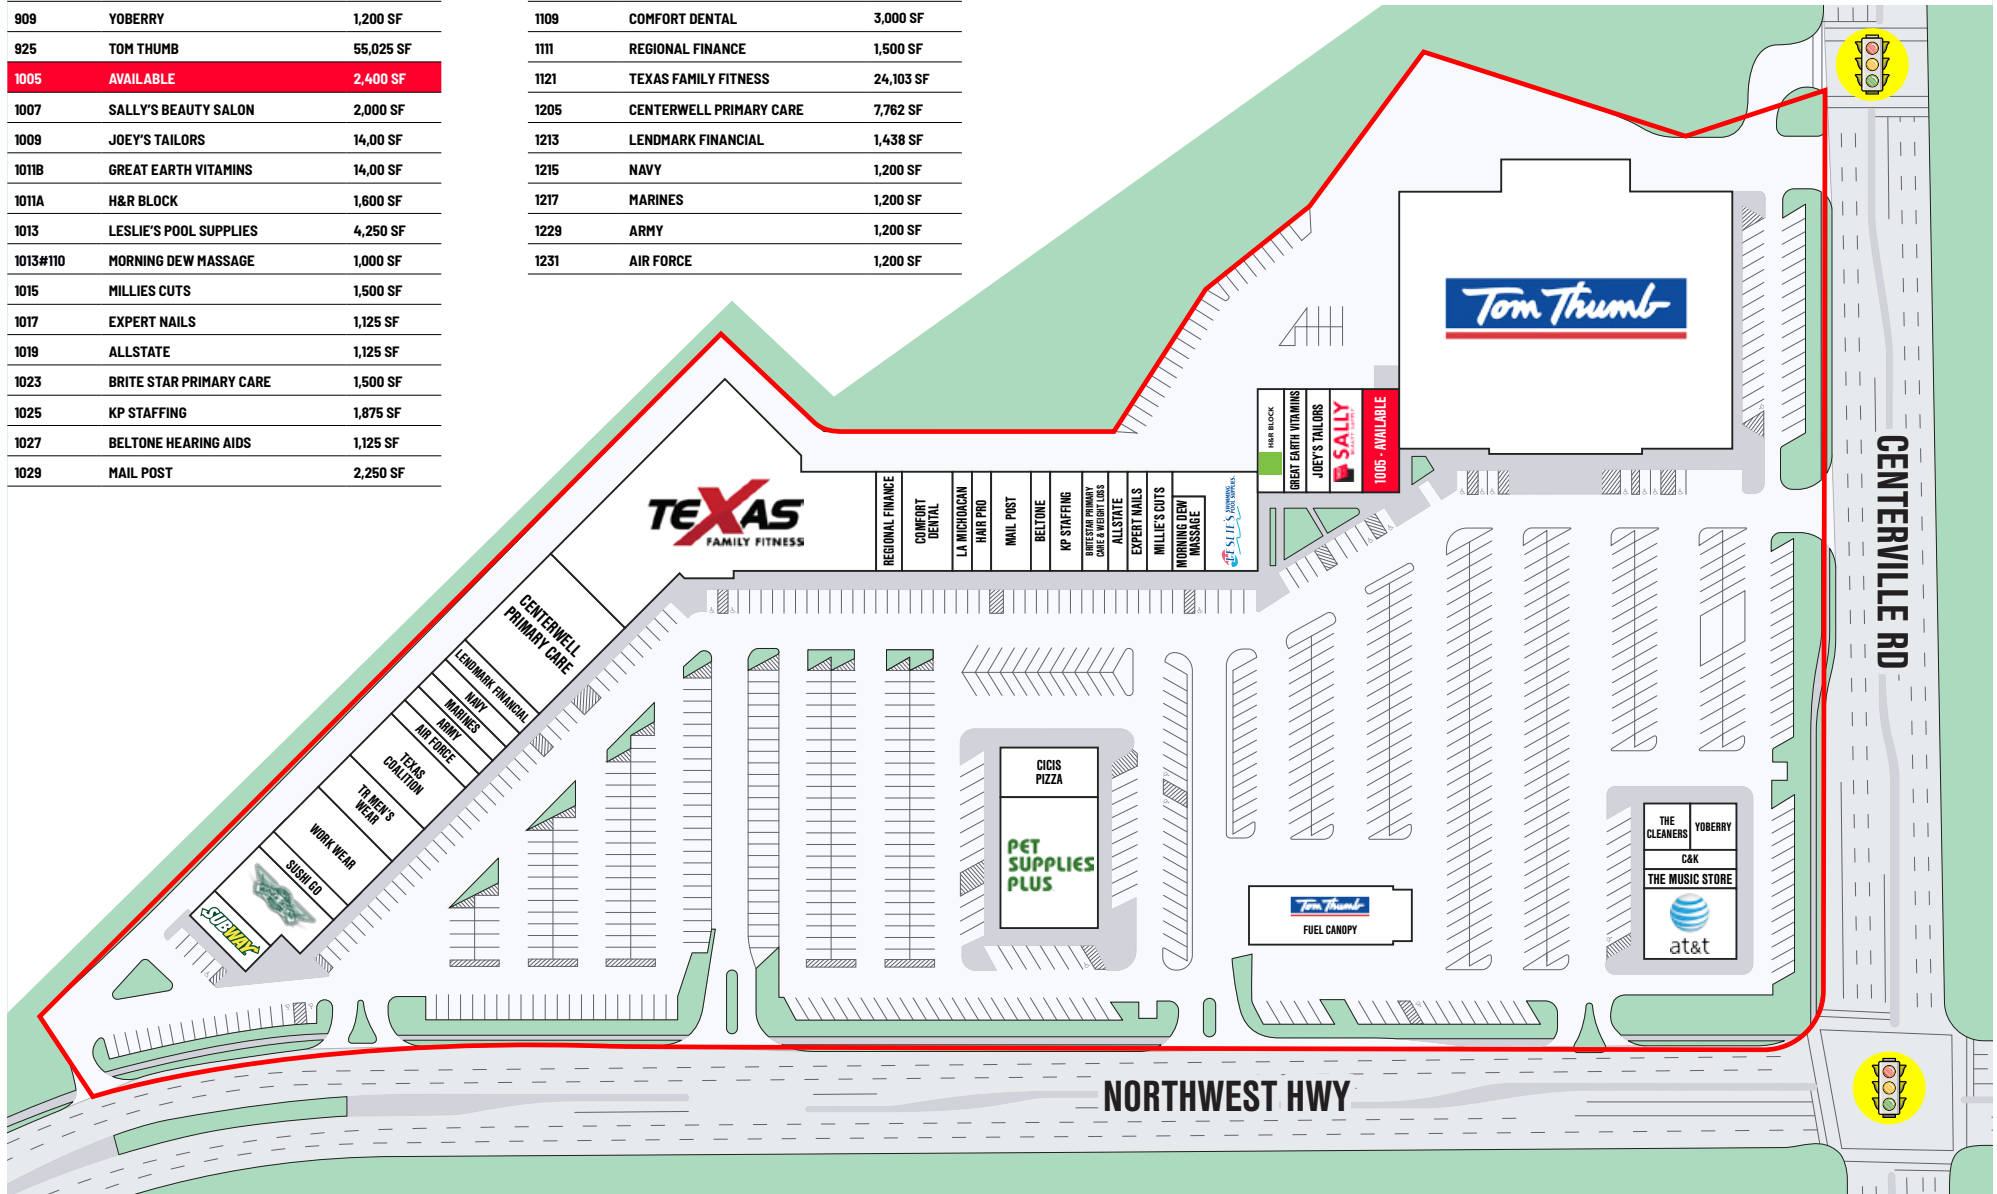 909 YOBERRY 1,200 SF
925 TOM THUMB 55,025 SF
1005 AVAILABLE 2,400 SF
1007 SALLY'S BEAUTY SALON 2,000 SF
1009 JOEY'S TAILORS 14,00 SF
1011B GREAT EARTH VITAMINS 14,00 SF
1011A H&R BLOCK 1,600 SF
1013 LESLIE'S POOL SUPPLIES 4,250 SF
1013#110 MORNING DEW MASSAGE 1,000 SF
1015 MILLIES CUTS 1,500 SF
1017 EXPERT NAILS 1,125 SF
1019 ALLSTATE 1,125 SF
1023 BRITE STAR PRIMARY CARE 1,500 SF
1025 KP STAFFING 1,875 SF
1027 BELTONE HEARING AIDS 1,125 SF
1029 MAIL POST 2,250 SF
1109 COMFORT DENTAL 3,000 SF
1111 REGIONAL FINANCE 1,500 SF
1121 TEXAS FAMILY FITNESS 24,103 SF
1205 CENTERWELL PRIMARY CARE 7,762 SF
1213 LENDMARK FINANCIAL 1,438 SF
1215 NAVY 1,200 SF
1217 MARINES 1,200 SF
1229 ARMY 1,200 SF
1231 AIR FORCE 1,200 SF
Tom Thumb
H&R BLOCK
GREAT EARTH VITAMINS
JOEY'S TAILORS
SALLY
1005 - AVAILABLE
TEXAS
FAMILY FITNESS
REGIONAL FINANCE
COMFORT
DENTAL
LA MICHOACAN
HAIR PRO
MAIL POST
BELTONE
KP STAFFING
BRITE STAR PRIMARY
CARE & WEIGHT LOSS
ALLSTATE
EXPERT NAILS
MILLIE'S CUTS
MORNING DEW
MASSAGE
LESLIE'S
SWIMMING
POOL SUPPLIES
CENTERWELL
PRIMARY CARE
LENDMARK FINANCIAL
NAVY
MARINES
ARMY
AIR FORCE
TEXAS
COALITION
TR MEN'S
WEAR
WORK WEAR
SUSHI GO
SUBWAY
CICIS
PIZZA
PET
SUPPLIES
PLUS
Tom Thumb
FUEL CANOPY
THE
CLEANERS
YOBERRY
C&K
THE MUSIC STORE
at&t
CENTERVILLE RD
NORTHWEST HWY